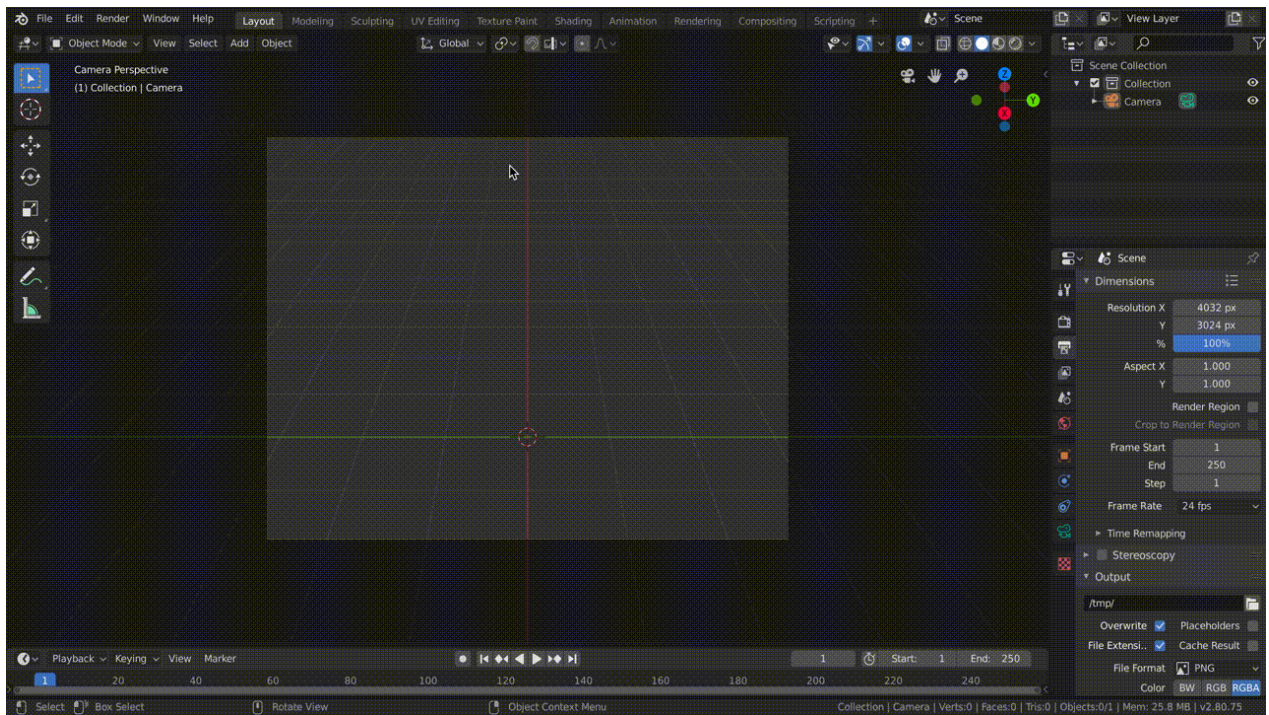 File Edit Render Window Help Layout Modeling Sculpting UV Editing Texture Paint Shading Animation Rendering Compositing Scripting + Scene View Layer
Object Mode View Select Add Object Global
Camera Perspective
(1) Collection | Camera
Z
Y
X
Scene Collection
Collection
Camera
Scene
Dimensions
Resolution X 4032 px
Y 3024 px
% 100%
Aspect X 1.000
Y 1.000
Render Region
Crop to Render Region
Frame Start 1
End 250
Step 1
Frame Rate 24 fps
Time Remapping
Stereoscopy
Output
/tmp/
Overwrite Placeholders
File Extensi.. Cache Result
File Format PNG
Color BW RGB RGBA
Playback Keying View Marker 1 Start: 1 End: 250
1 20 40 60 80 100 120 140 160 180 200 220 240
Select Box Select Rotate View Object Context Menu Collection | Camera | Verts:0 | Faces:0 | Tris:0 | Objects:0/1 | Mem: 25.8 MB | v2.80.75